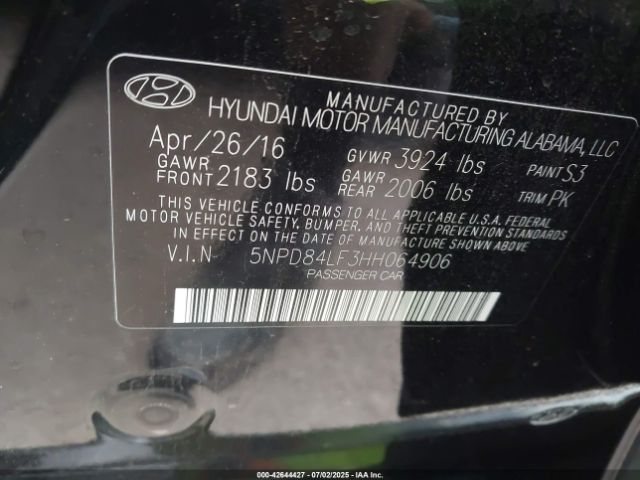 MANUFACTURED BY
HYUNDAI MOTOR MANUFACTURING ALABAMA, LLC
Apr/26/16 GVWR 3924 lbs PAINT S3
GAWR FRONT 2183 lbs GAWR REAR 2006 lbs TRIM PK
THIS VEHICLE CONFORMS TO ALL APPLICABLE U.S.A. FEDERAL
MOTOR VEHICLE SAFETY, BUMPER, AND THEFT PREVENTION STANDARDS
IN EFFECT ON THE DATE OF MANUFACTURE SHOWN ABOVE
V.I.N 5NPD84LF3HH064906
PASSENGER CAR
000-42644427 - 07/02/2025 - COPYRIGHT IAA